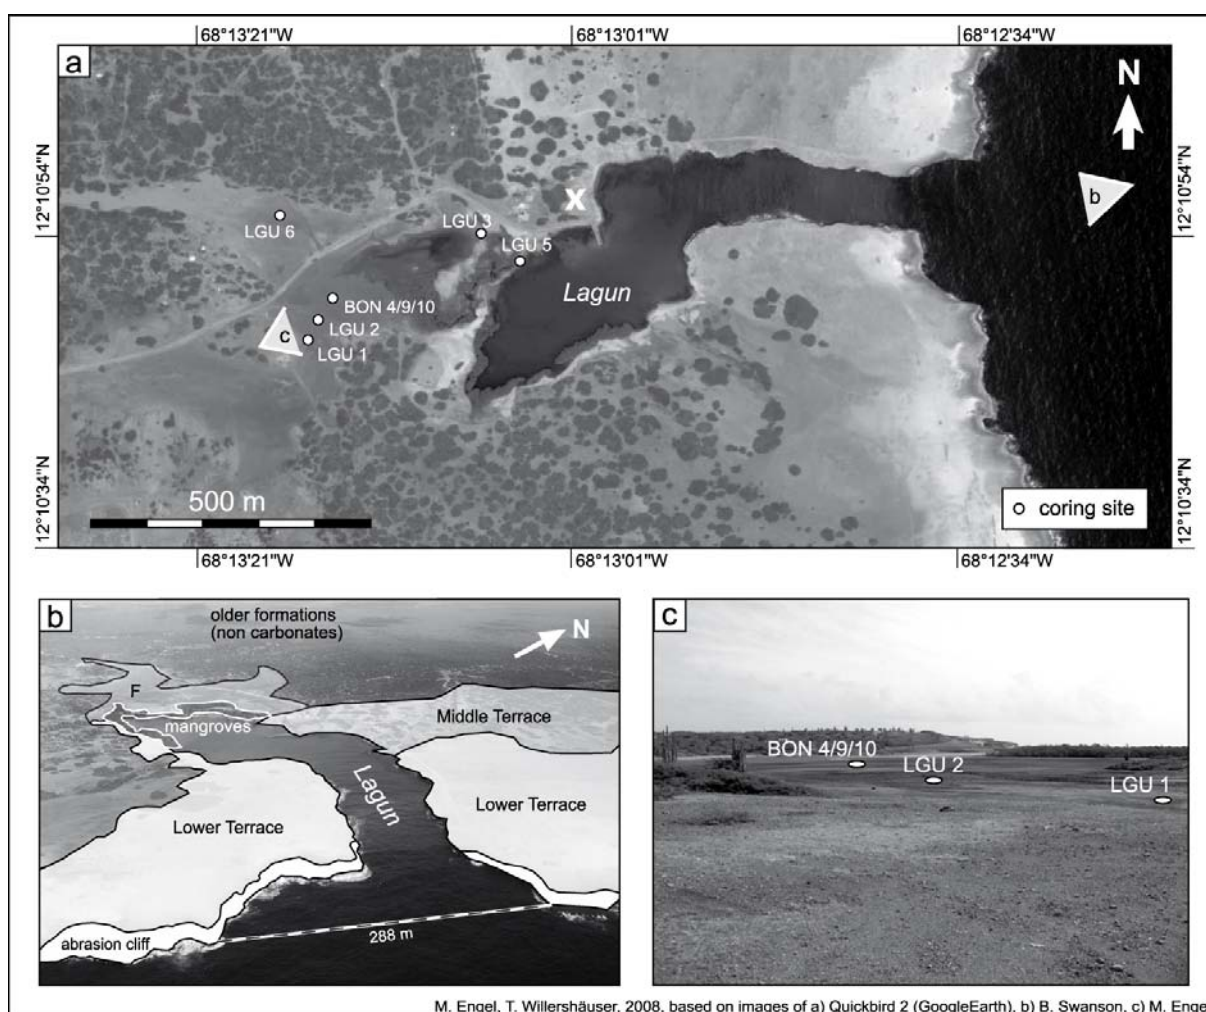 68°13'21"W 68°13'01"W 68°12'34"W
a
N
12°10'54"N
12°10'54"N
b
X
LGU 3
LGU 6
LGU 5
Lagun
BON 4/9/10
LGU 2
c
LGU 1
500 m
12°10'34"N
12°10'34"N
coring site
68°13'21"W 68°13'01"W 68°12'34"W
b
older formations
(non carbonates)
N
F
mangroves
Middle Terrace
Lagun
Lower Terrace
Lower Terrace
abrasion cliff
288 m
c
BON 4/9/10
LGU 2
LGU 1
M. Engel, T. Willershäuser, 2008, based on images of a) Quickbird 2 (GoogleEarth), b) B. Swanson, c) M. Enge